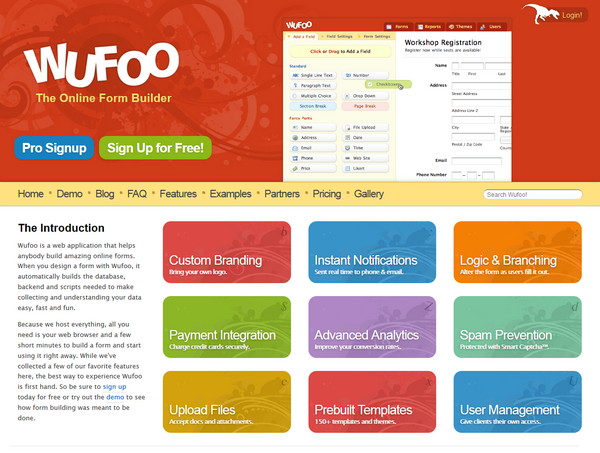 WUFOO
The Online Form Builder
Pro Signup
Sign Up for Free!
WUFOO
Forms
Reports
Themes
Users
Login!
Add a Field
Field Settings
Form Settings
Click or Drag to Add a Field
Standard
Single Line Text
Number
Paragraph Text
Checkboxes
Multiple Choice
Drop Down
Section Break
Page Break
Fancy Pants
Name
File Upload
Address
Date
Email
Time
Phone
Web Site
Price
Likert
Workshop Registration
Register now while seats are available!
Name
Title
First
Last
Address
Street Address
Address Line 2
City
Email
Phone Number
Home * Demo * Blog * FAQ * Features * Examples * Partners * Pricing * Gallery
Search Wufoo!
The Introduction
Wufoo is a web application that helps
anybody build amazing online forms.
When you design a form with Wufoo, it
automatically builds the database,
backend and scripts needed to make
collecting and understanding your data
easy, fast and fun.
Because we host everything, all you
need is your web browser and a few
short minutes to build a form and start
using it right away. While we've
collected a few of our favorite features
here, the best way to experience Wufoo
is first hand. So be sure to sign up
today for free or try out the demo to see
how form building was meant to be
done.
Custom Branding
Bring your own logo.
Instant Notifications
Sent real time to phone & email.
Logic & Branching
Alter the form as users fill it out.
Payment Integration
Charge credit cards securely.
Advanced Analytics
Improve your conversion rates.
Spam Prevention
Protected with Smart Captcha™.
Upload Files
Accept docs and attachments.
Prebuilt Templates
150+ templates and themes.
User Management
Give clients their own access.